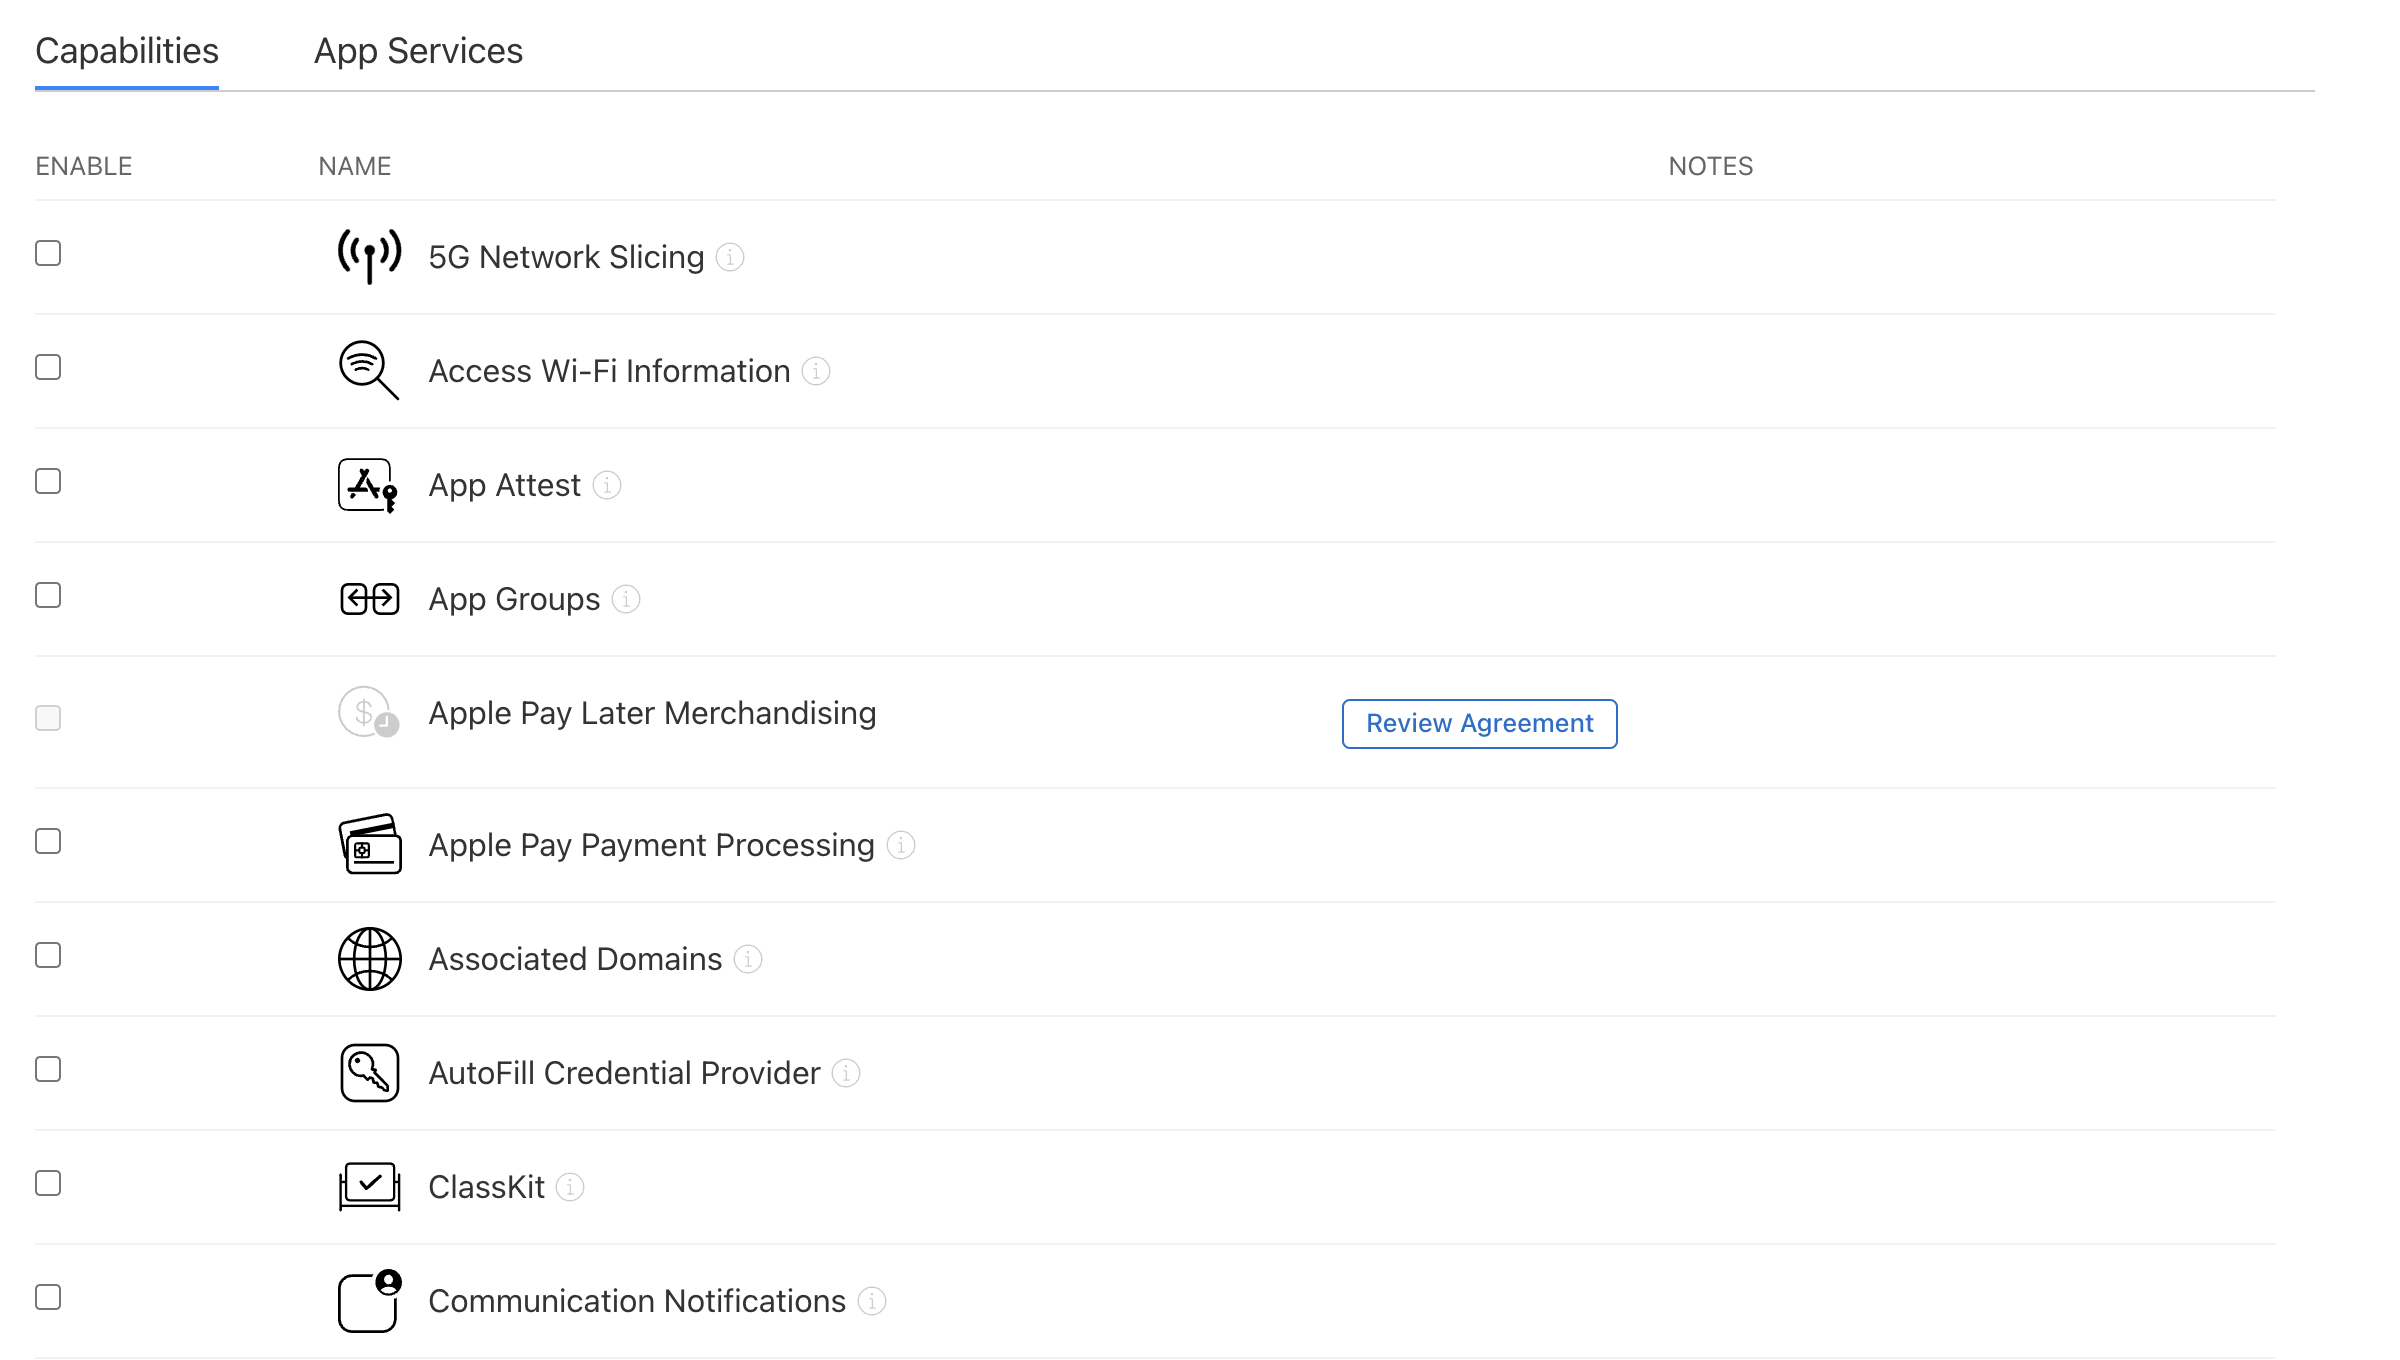 Capabilities App Services
ENABLE NAME NOTES
5G Network Slicing
Access Wi-Fi Information
App Attest
App Groups
Apple Pay Later Merchandising Review Agreement
Apple Pay Payment Processing
Associated Domains
AutoFill Credential Provider
ClassKit
Communication Notifications